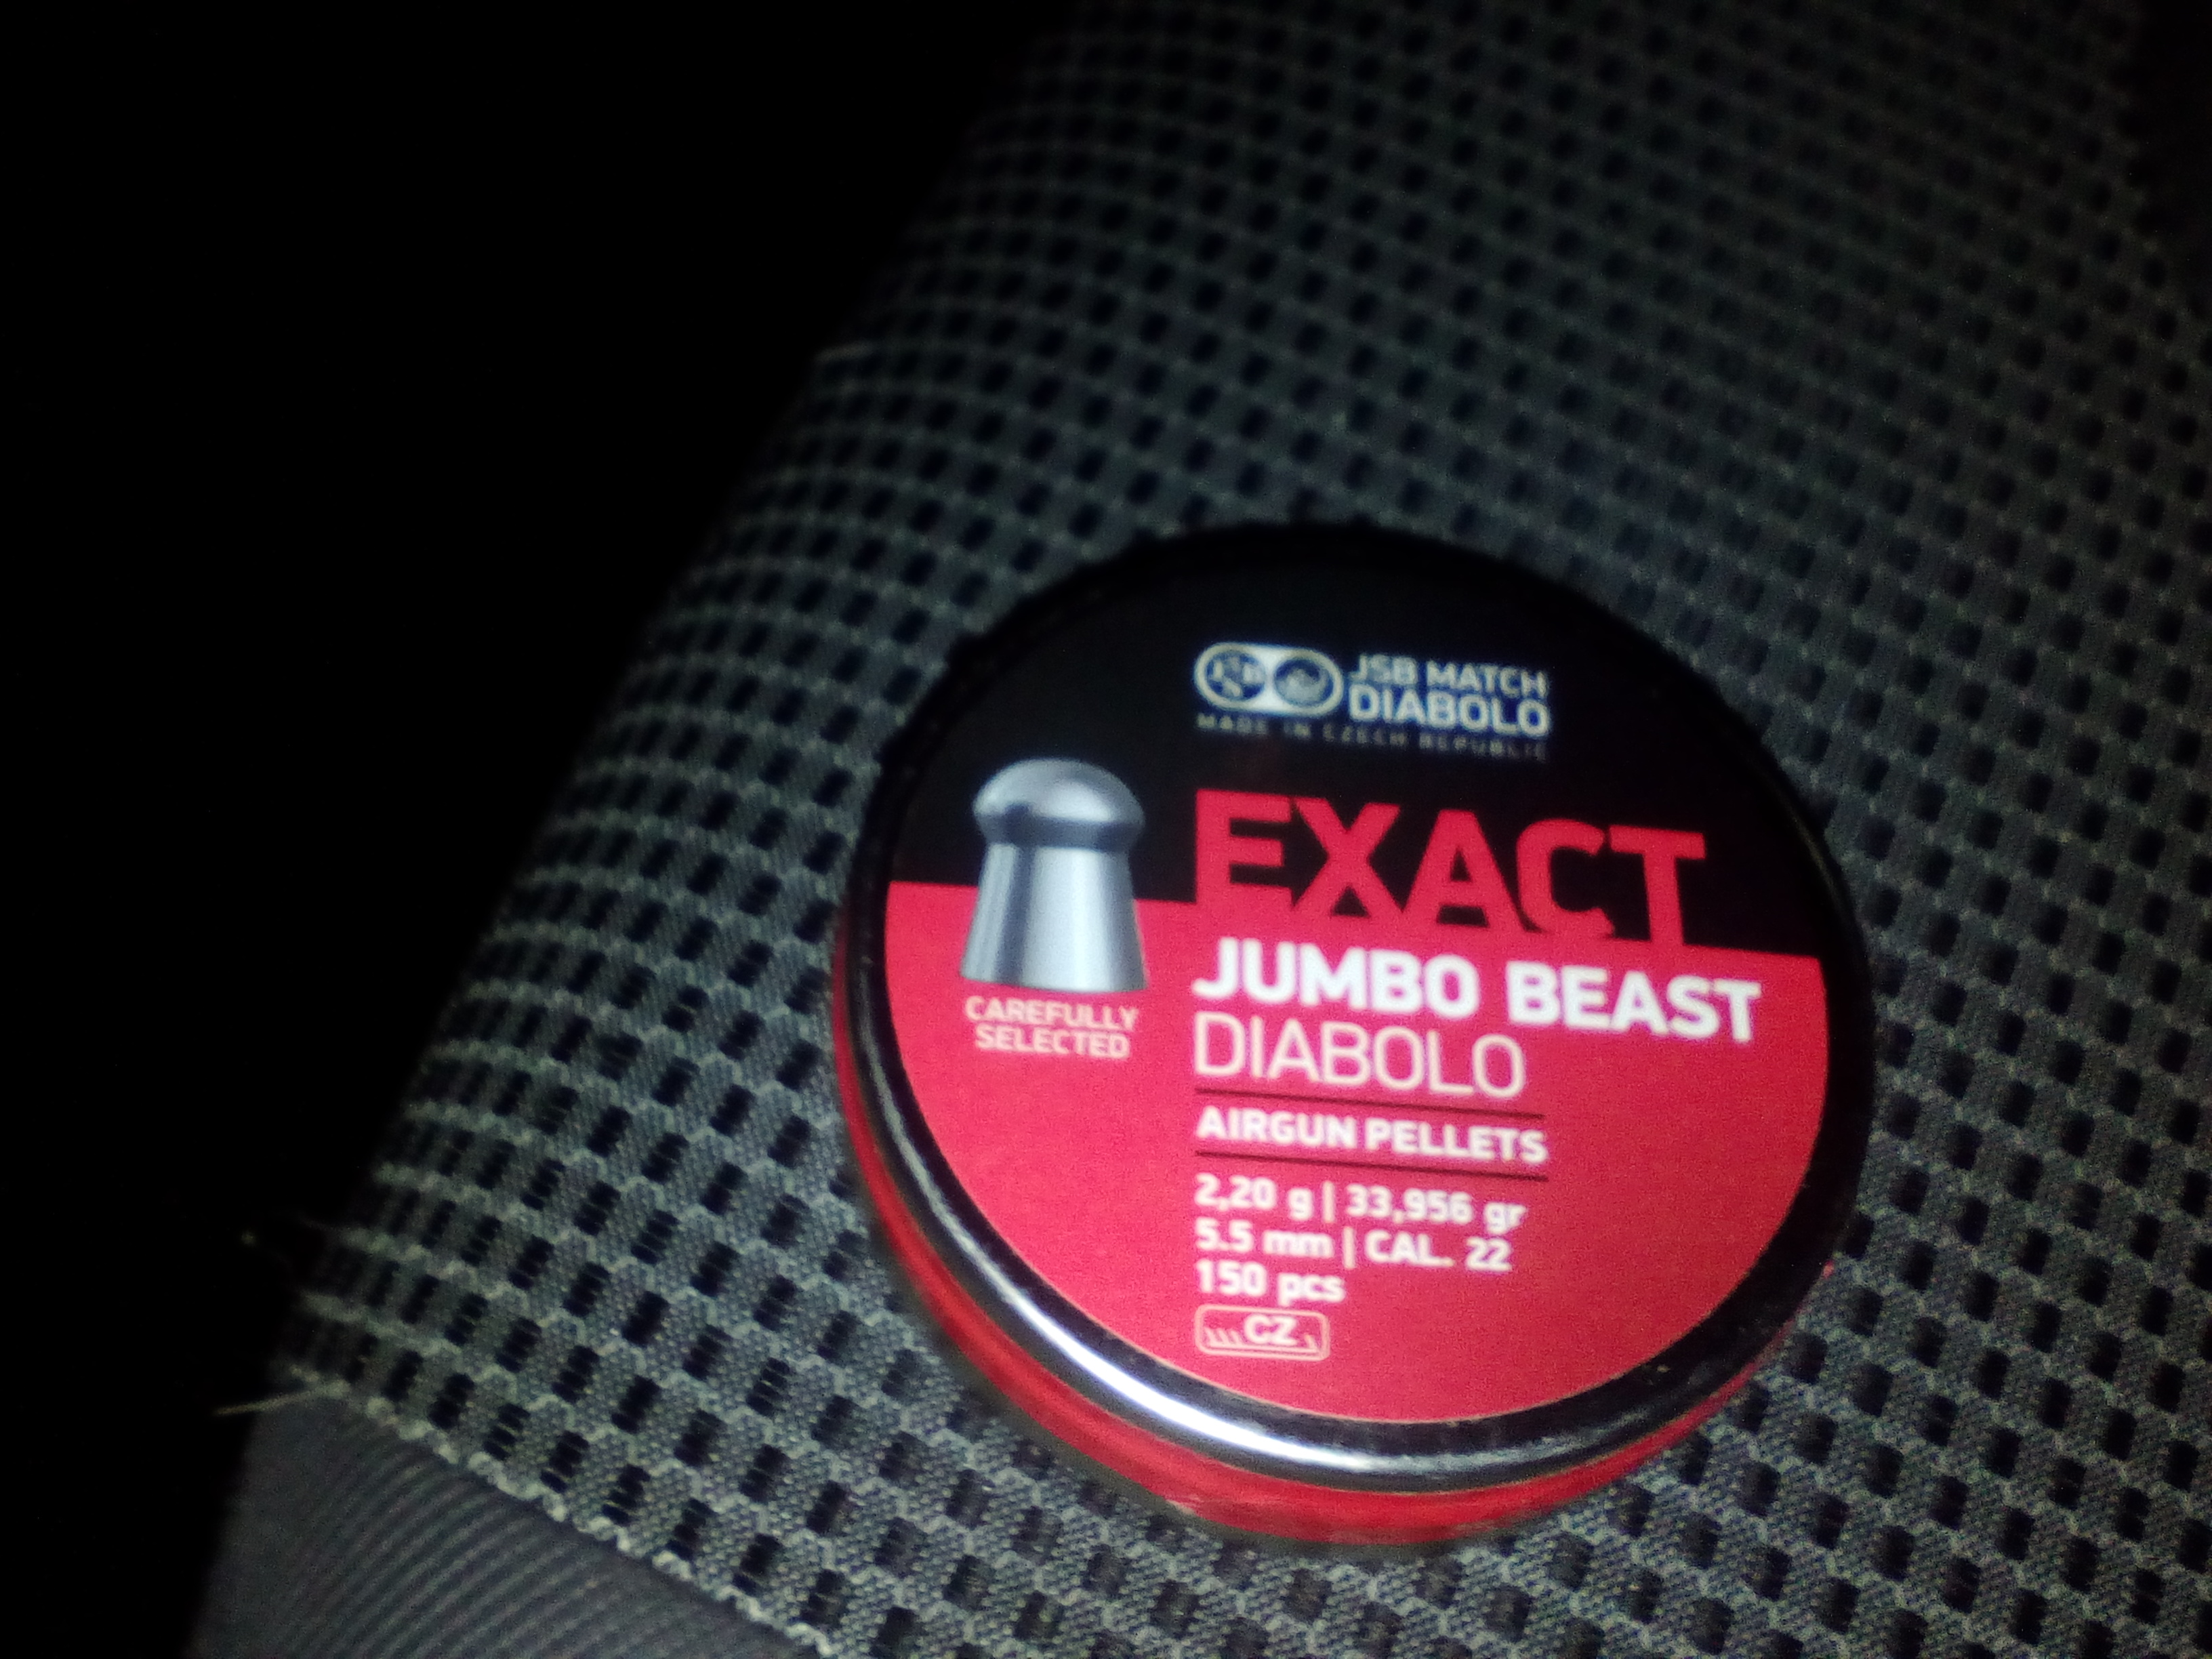 JSB
JSB MATCH
DIABOLO
MADE IN CZECH REPUBLIC
EXACT
JUMBO BEAST
DIABOLO
AIRGUN PELLETS
2,20 g | 33,956 gr
5.5 mm | CAL. 22
150 pcs
CZ
CAREFULLY
SELECTED